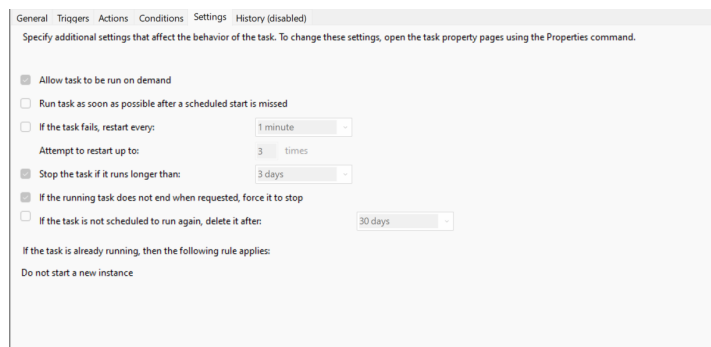 General Triggers Actions Conditions Settings History (disabled)
Specify additional settings that affect the behavior of the task. To change these settings, open the task property pages using the Properties command.
Allow task to be run on demand
Run task as soon as possible after a scheduled start is missed
If the task fails, restart every: 1 minute
Attempt to restart up to: 3 times
Stop the task if it runs longer than: 3 days
If the running task does not end when requested, force it to stop
If the task is not scheduled to run again, delete it after: 30 days
If the task is already running, then the following rule applies:
Do not start a new instance